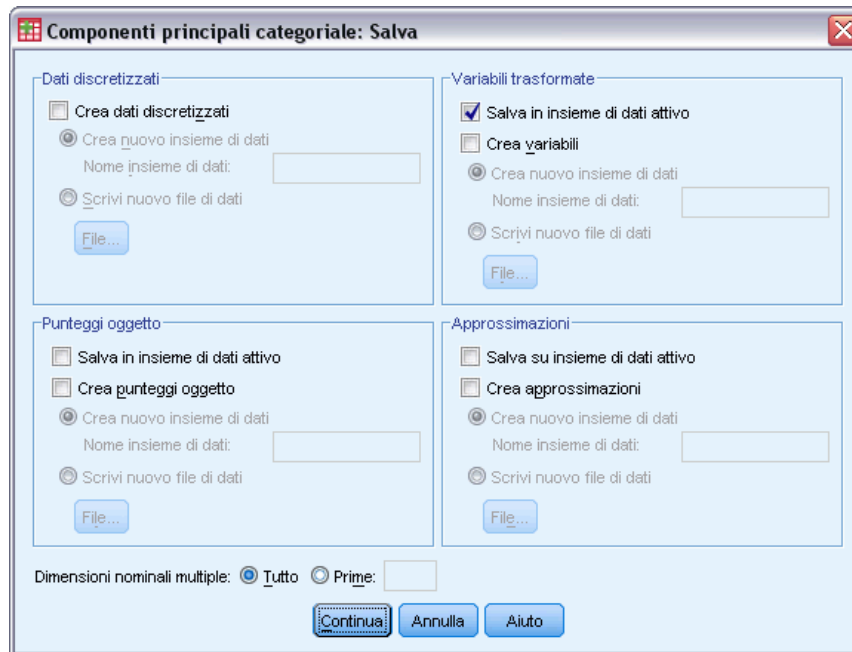 Componenti principali categoriale: Salva
Dati discretizzati
Crea dati discretizzati
Crea nuovo insieme di dati
Nome insieme di dati:
Scrivi nuovo file di dati
File...
Variabili trasformate
Salva in insieme di dati attivo
Crea variabili
Crea nuovo insieme di dati
Nome insieme di dati:
Scrivi nuovo file di dati
File...
Punteggi oggetto
Salva in insieme di dati attivo
Crea punteggi oggetto
Crea nuovo insieme di dati
Nome insieme di dati:
Scrivi nuovo file di dati
File...
Approssimazioni
Salva su insieme di dati attivo
Crea approssimazioni
Crea nuovo insieme di dati
Nome insieme di dati:
Scrivi nuovo file di dati
File...
Dimensioni nominali multiple: Tutto Prime:
Continua Annulla Aiuto